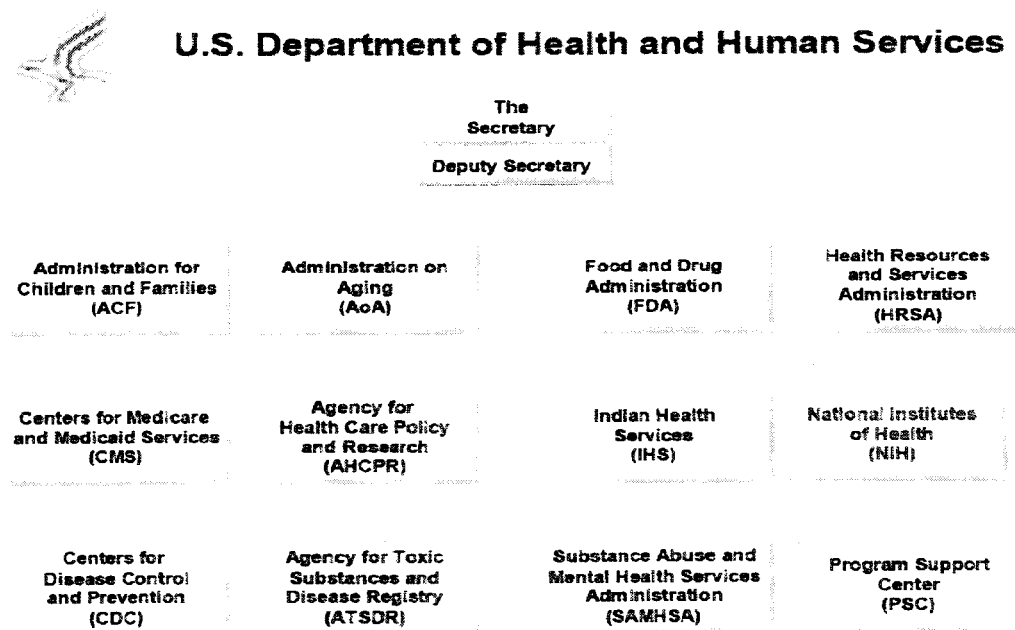 U.S. Department of Health and Human Services
The
Secretary
Deputy Secretary
Administration for
Children and Families
(ACF)
Administration on
Aging
(AoA)
Food and Drug
Administration
(FDA)
Health Resources
and Services
Administration
(HRSA)
Centers for Medicare
and Medicaid Services
(CMS)
Agency for
Health Care Policy
and Research
(AHCPR)
Indian Health
Services
(IHS)
National Institutes
of Health
(NIH)
Centers for
Disease Control
and Prevention
(CDC)
Agency for Toxic
Substances and
Disease Registry
(ATSDR)
Substance Abuse and
Mental Health Services
Administration
(SAMHSA)
Program Support
Center
(PSC)